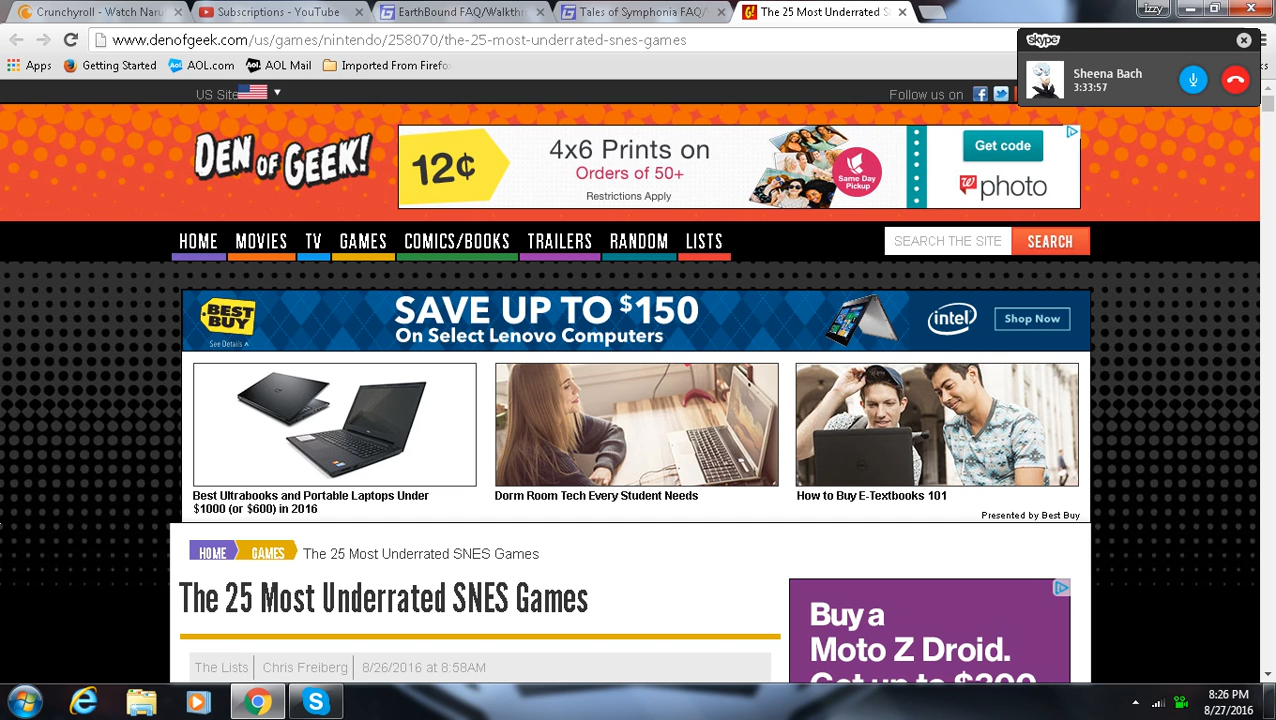 Crunchyroll - Watch Naru
Subscriptions - YouTube
EarthBound FAQ/Walkthr
Tales of Symphonia FAQ/
The 25 Most Underrated S
Izzy
www.denofgeek.com/us/games/nintendo/258070/the-25-most-underrated-snes-games
Apps
Getting Started
AOL.com
Aol.
AOL Mail
Imported From Firefo
skype
Sheena Bach
3:33:57
US Site
Follow us on
DEN OF GEEK!
12¢
4x6 Prints on
Orders of 50+
Restrictions Apply
Same Day
Pickup
Get code
photo
HOME
MOVIES
TV
GAMES
COMICS/BOOKS
TRAILERS
RANDOM
LISTS
SEARCH THE SITE
SEARCH
BEST BUY
See Details ^
SAVE UP TO $150
On Select Lenovo Computers
intel
Shop Now
Best Ultrabooks and Portable Laptops Under
$1000 (or $600) in 2016
Dorm Room Tech Every Student Needs
How to Buy E-Textbooks 101
Presented by Best Buy
HOME
GAMES
The 25 Most Underrated SNES Games
The 25 Most Underrated SNES Games
The Lists
Chris Freiberg
8/26/2016 at 8:58AM
Buy a
Moto Z Droid.
Get up to $300
8:26 PM
8/27/2016